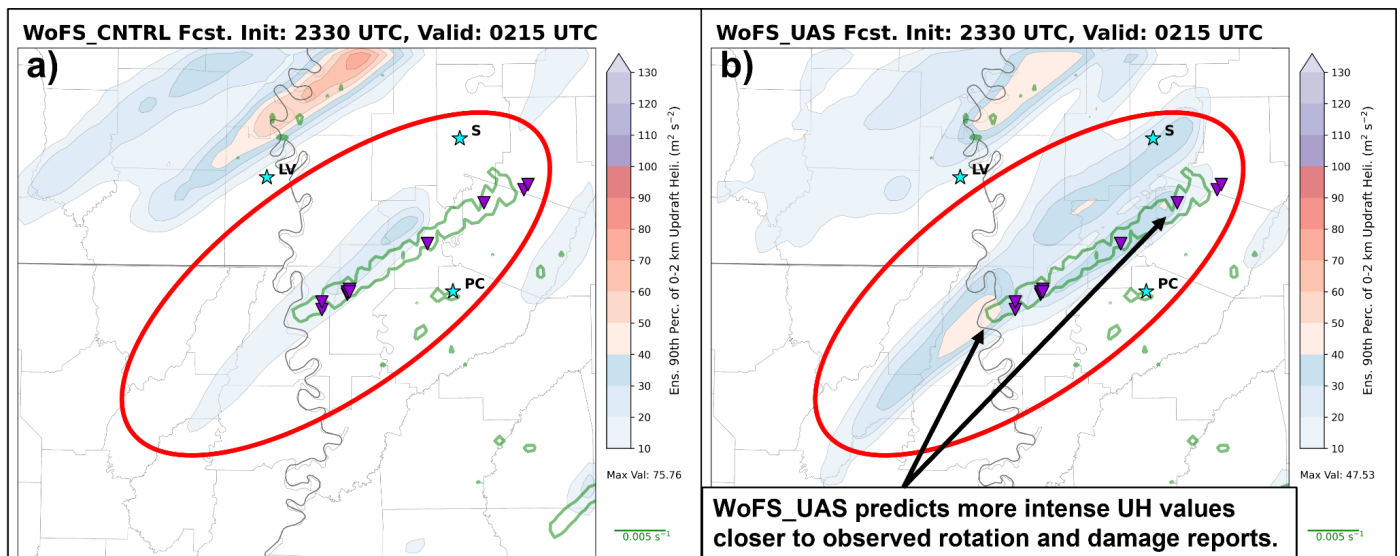 WoFS_CNTRL Fcst. Init: 2330 UTC, Valid: 0215 UTC
a)
S
LV
PC
130
120
110
100
90
80
70
60
50
40
30
20
10
Ens. 90th Perc. of 0-2 km Updraft Heli. (m² s⁻²)
Max Val: 75.76
0.005 s⁻¹
WoFS_UAS Fcst. Init: 2330 UTC, Valid: 0215 UTC
b)
S
LV
PC
130
120
110
100
90
80
70
60
50
40
30
20
10
Ens. 90th Perc. of 0-2 km Updraft Heli. (m² s⁻²)
Max Val: 47.53
WoFS_UAS predicts more intense UH values
closer to observed rotation and damage reports.
0.005 s⁻¹